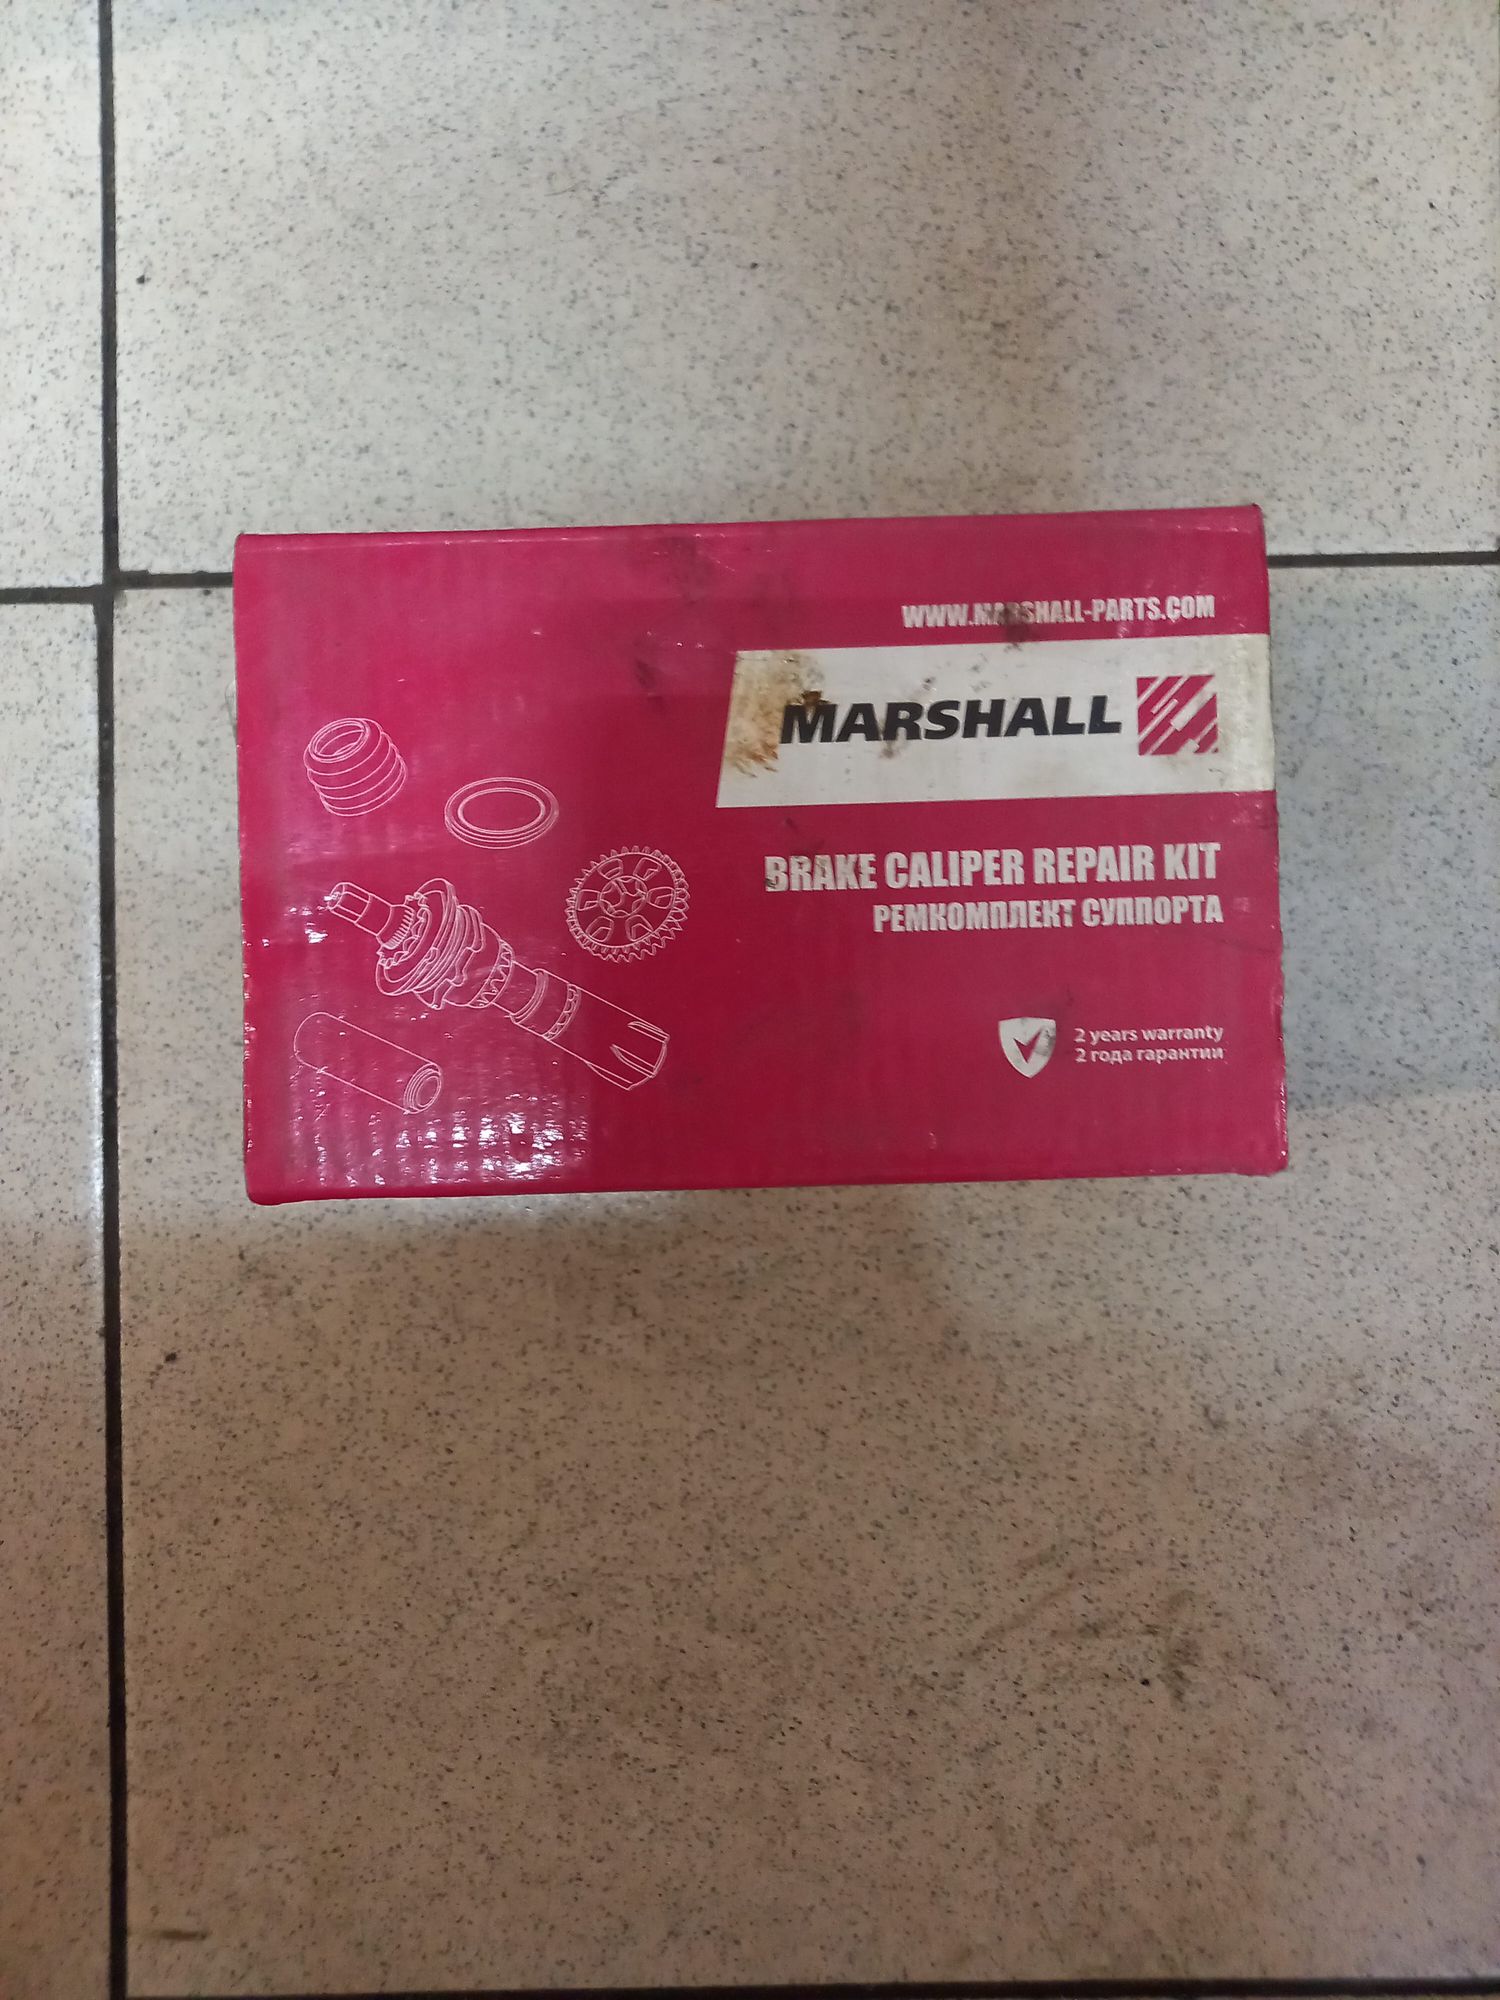 WWW.MARSHALL-PARTS.COM
MARSHALL
BRAKE CALIPER REPAIR KIT
РЕМКОМПЛЕКТ СУППОРТА
2 years warranty
2 года гарантии